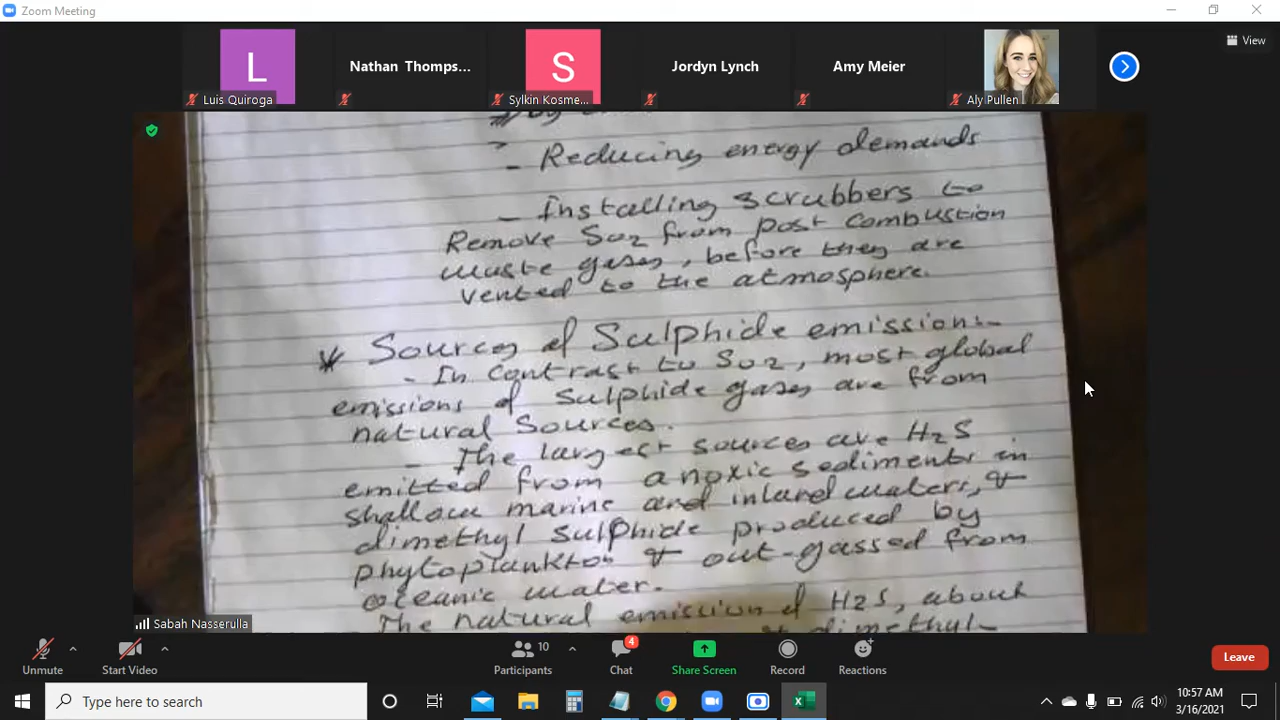 Zoom Meeting
View
L
Luis Quiroga
Nathan Thomps...
S
Sylkin Kosme...
Jordyn Lynch
Amy Meier
Aly Pullen
by
- Reducing energy demands
- Installing scrubbers to
Remove SO2 from post combustion
waste gases, before they are
vented to the atmosphere.
* Sources of Sulphide emission:-
- In contrast to SO2, most global
emissions of Sulphide gases are from
natural Sources.
- The largest sources are H2S
emitted from anoxic sediments in
shallow marine and inland waters, &
dimethyl sulphide produced by
phytoplankton & out-gassed from
oceanic water.
The natural emission of H2S, about
dimethyl-
Sabah Nasserulla
Unmute
Start Video
10
Participants
4
Chat
Share Screen
Record
Reactions
Leave
Type here to search
10:57 AM
3/16/2021